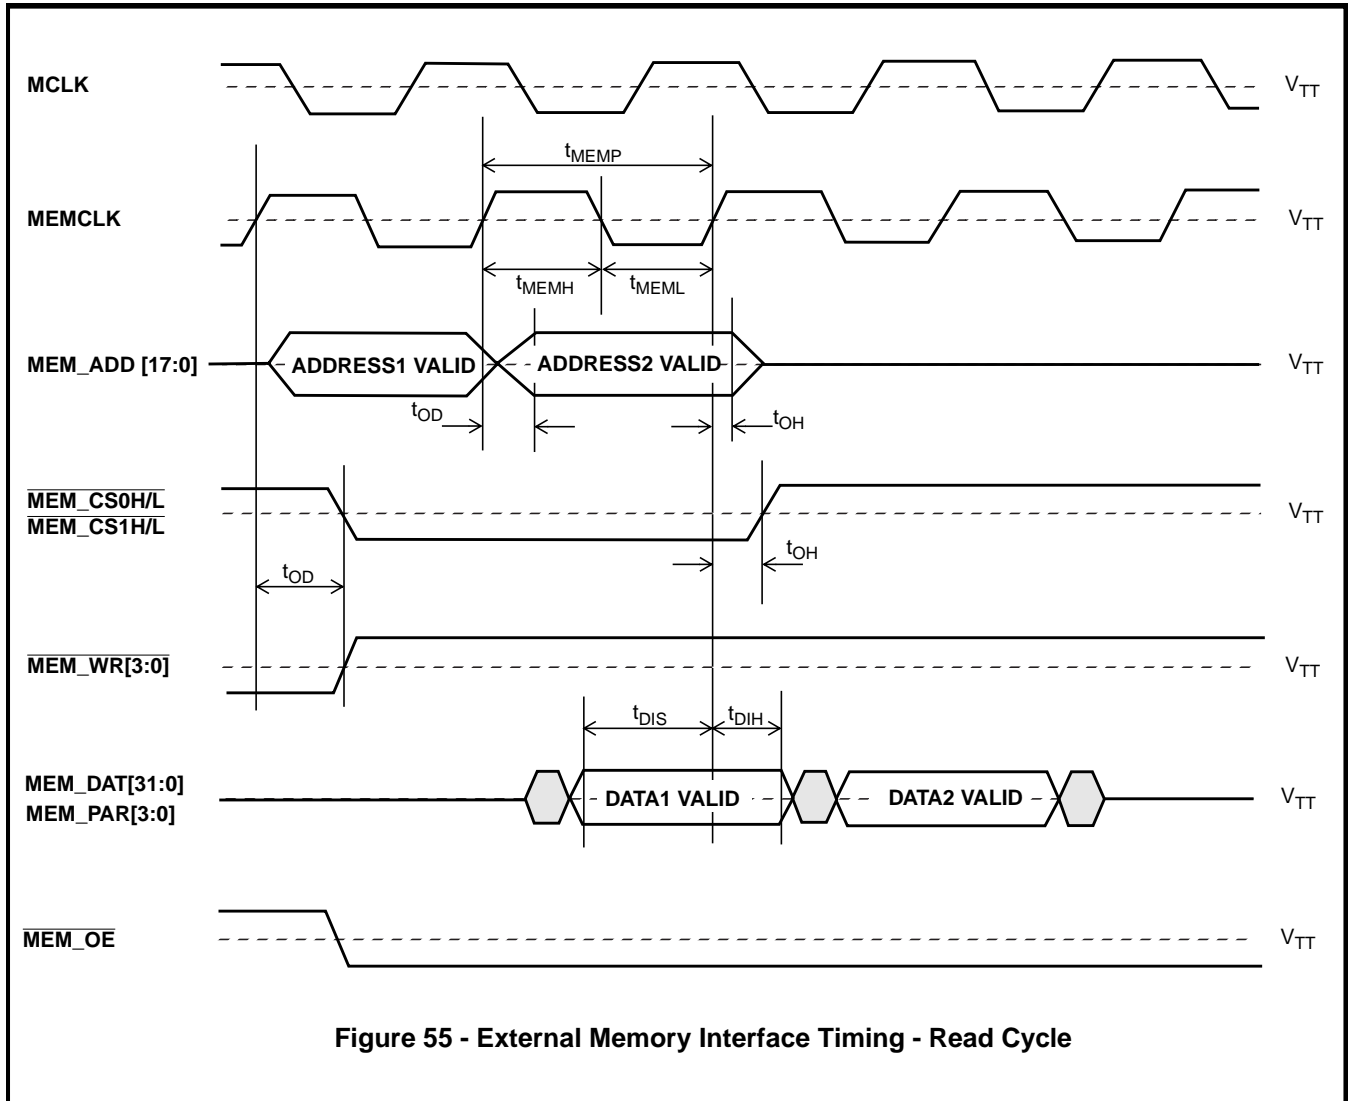 MCLK
VTT
tMEMP
MEMCLK
VTT
tMEMH
tMEML
MEM_ADD [17:0]
ADDRESS1 VALID
ADDRESS2 VALID
VTT
tOD
tOH
MEM_CS0H/L
MEM_CS1H/L
VTT
tOH
tOD
MEM_WR[3:0]
VTT
tDIS
tDIH
MEM_DAT[31:0]
MEM_PAR[3:0]
DATA1 VALID
DATA2 VALID
VTT
MEM_OE
VTT
Figure 55 - External Memory Interface Timing - Read Cycle